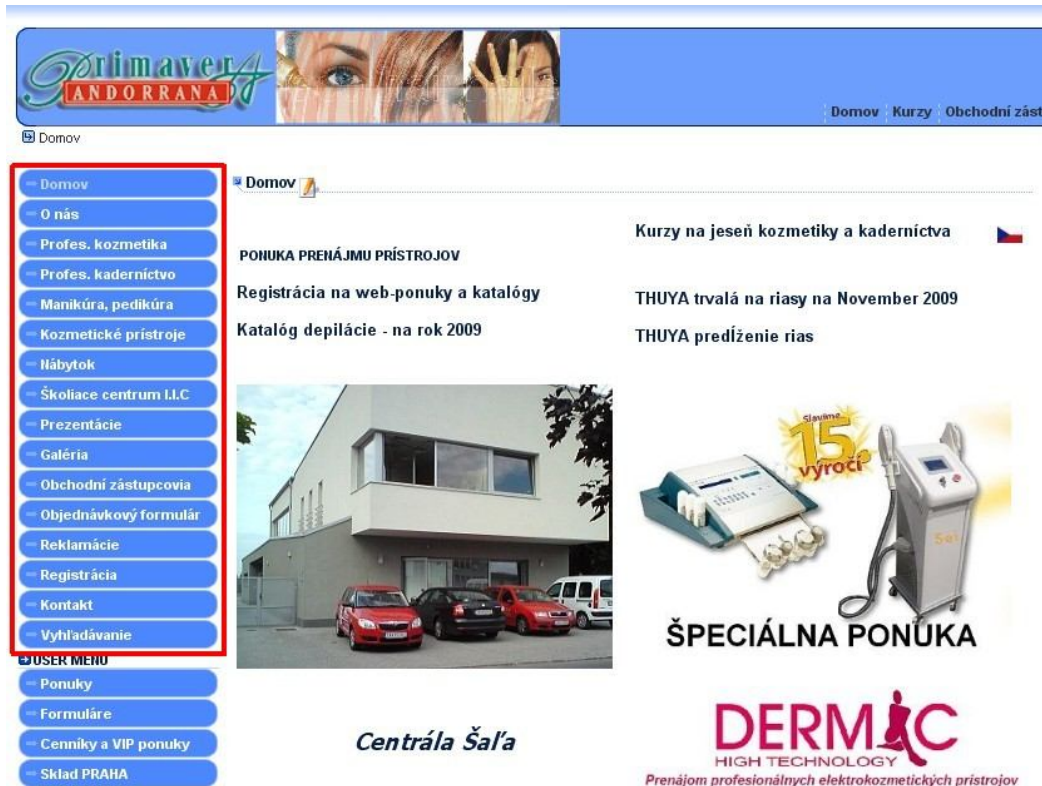 Primavera
ANDORRANA
Domov Kurzy Obchodní zást
Domov
Domov
O nás
Profes. kozmetika
Profes. kaderníctvo
Manikúra, pedikúra
Kozmetické prístroje
Nábytok
Školiace centrum I.I.C
Prezentácie
Galéria
Obchodní zástupcovia
Objednávkový formulár
Reklamácie
Registrácia
Kontakt
Vyhľadávanie
USER MENU
Ponuky
Formuláre
Cenníky a VIP ponuky
Sklad PRAHA
Domov
PONUKA PRENÁJMU PRÍSTROJOV
Registrácia na web-ponuky a katalógy
Katalóg depilácie - na rok 2009
Centrála Šaľa
Kurzy na jeseň kozmetiky a kaderníctva
THUYA trvalá na riasy na November 2009
THUYA predĺženie rias
Slavíme
15.
výročí
ŠPECIÁLNA PONUKA
DERMIC
HIGH TECHNOLOGY
Prenájom profesionálnych elektrokozmetických prístrojov